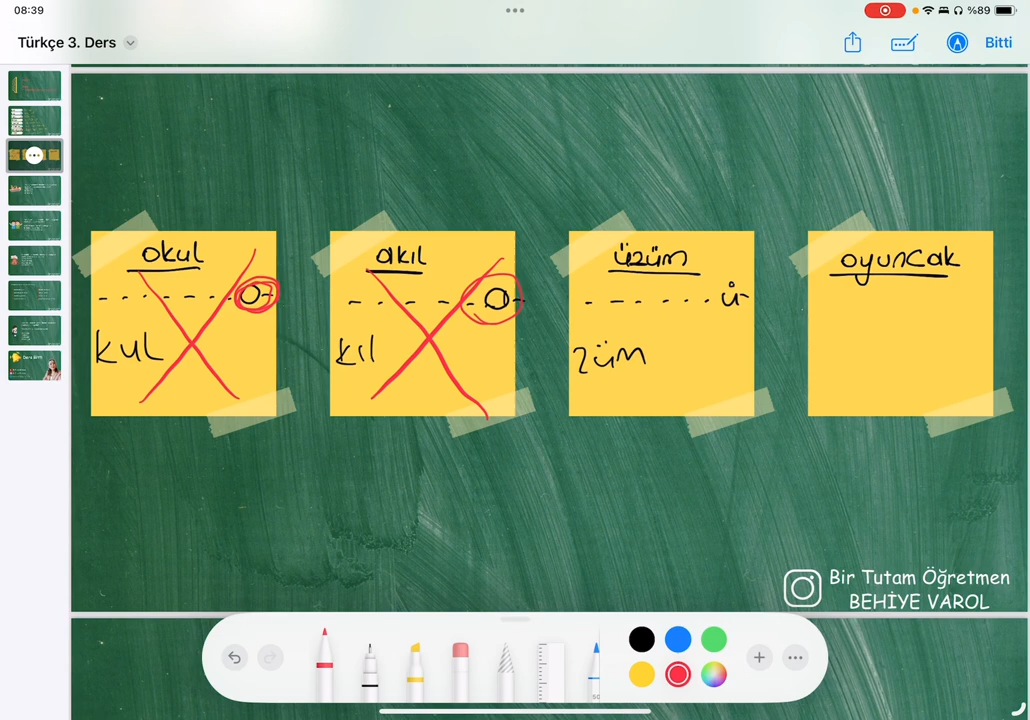 08:39
%89
Türkçe 3. Ders
Bitti
okul
- - - - - - o-
kul
akıl
- - - - - a-
kıl
üzüm
- - - - - - ü-
züm
oyuncak
Bir Tutam Öğretmen
BEHİYE VAROL